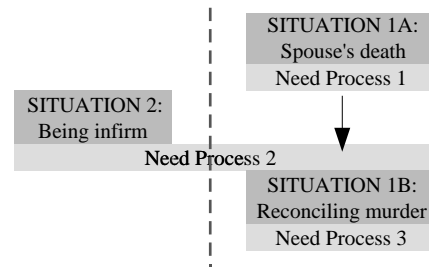 SITUATION 1A:
Spouse's death
Need Process 1
SITUATION 2:
Being infirm
Need Process 2
SITUATION 1B:
Reconciling murder
Need Process 3